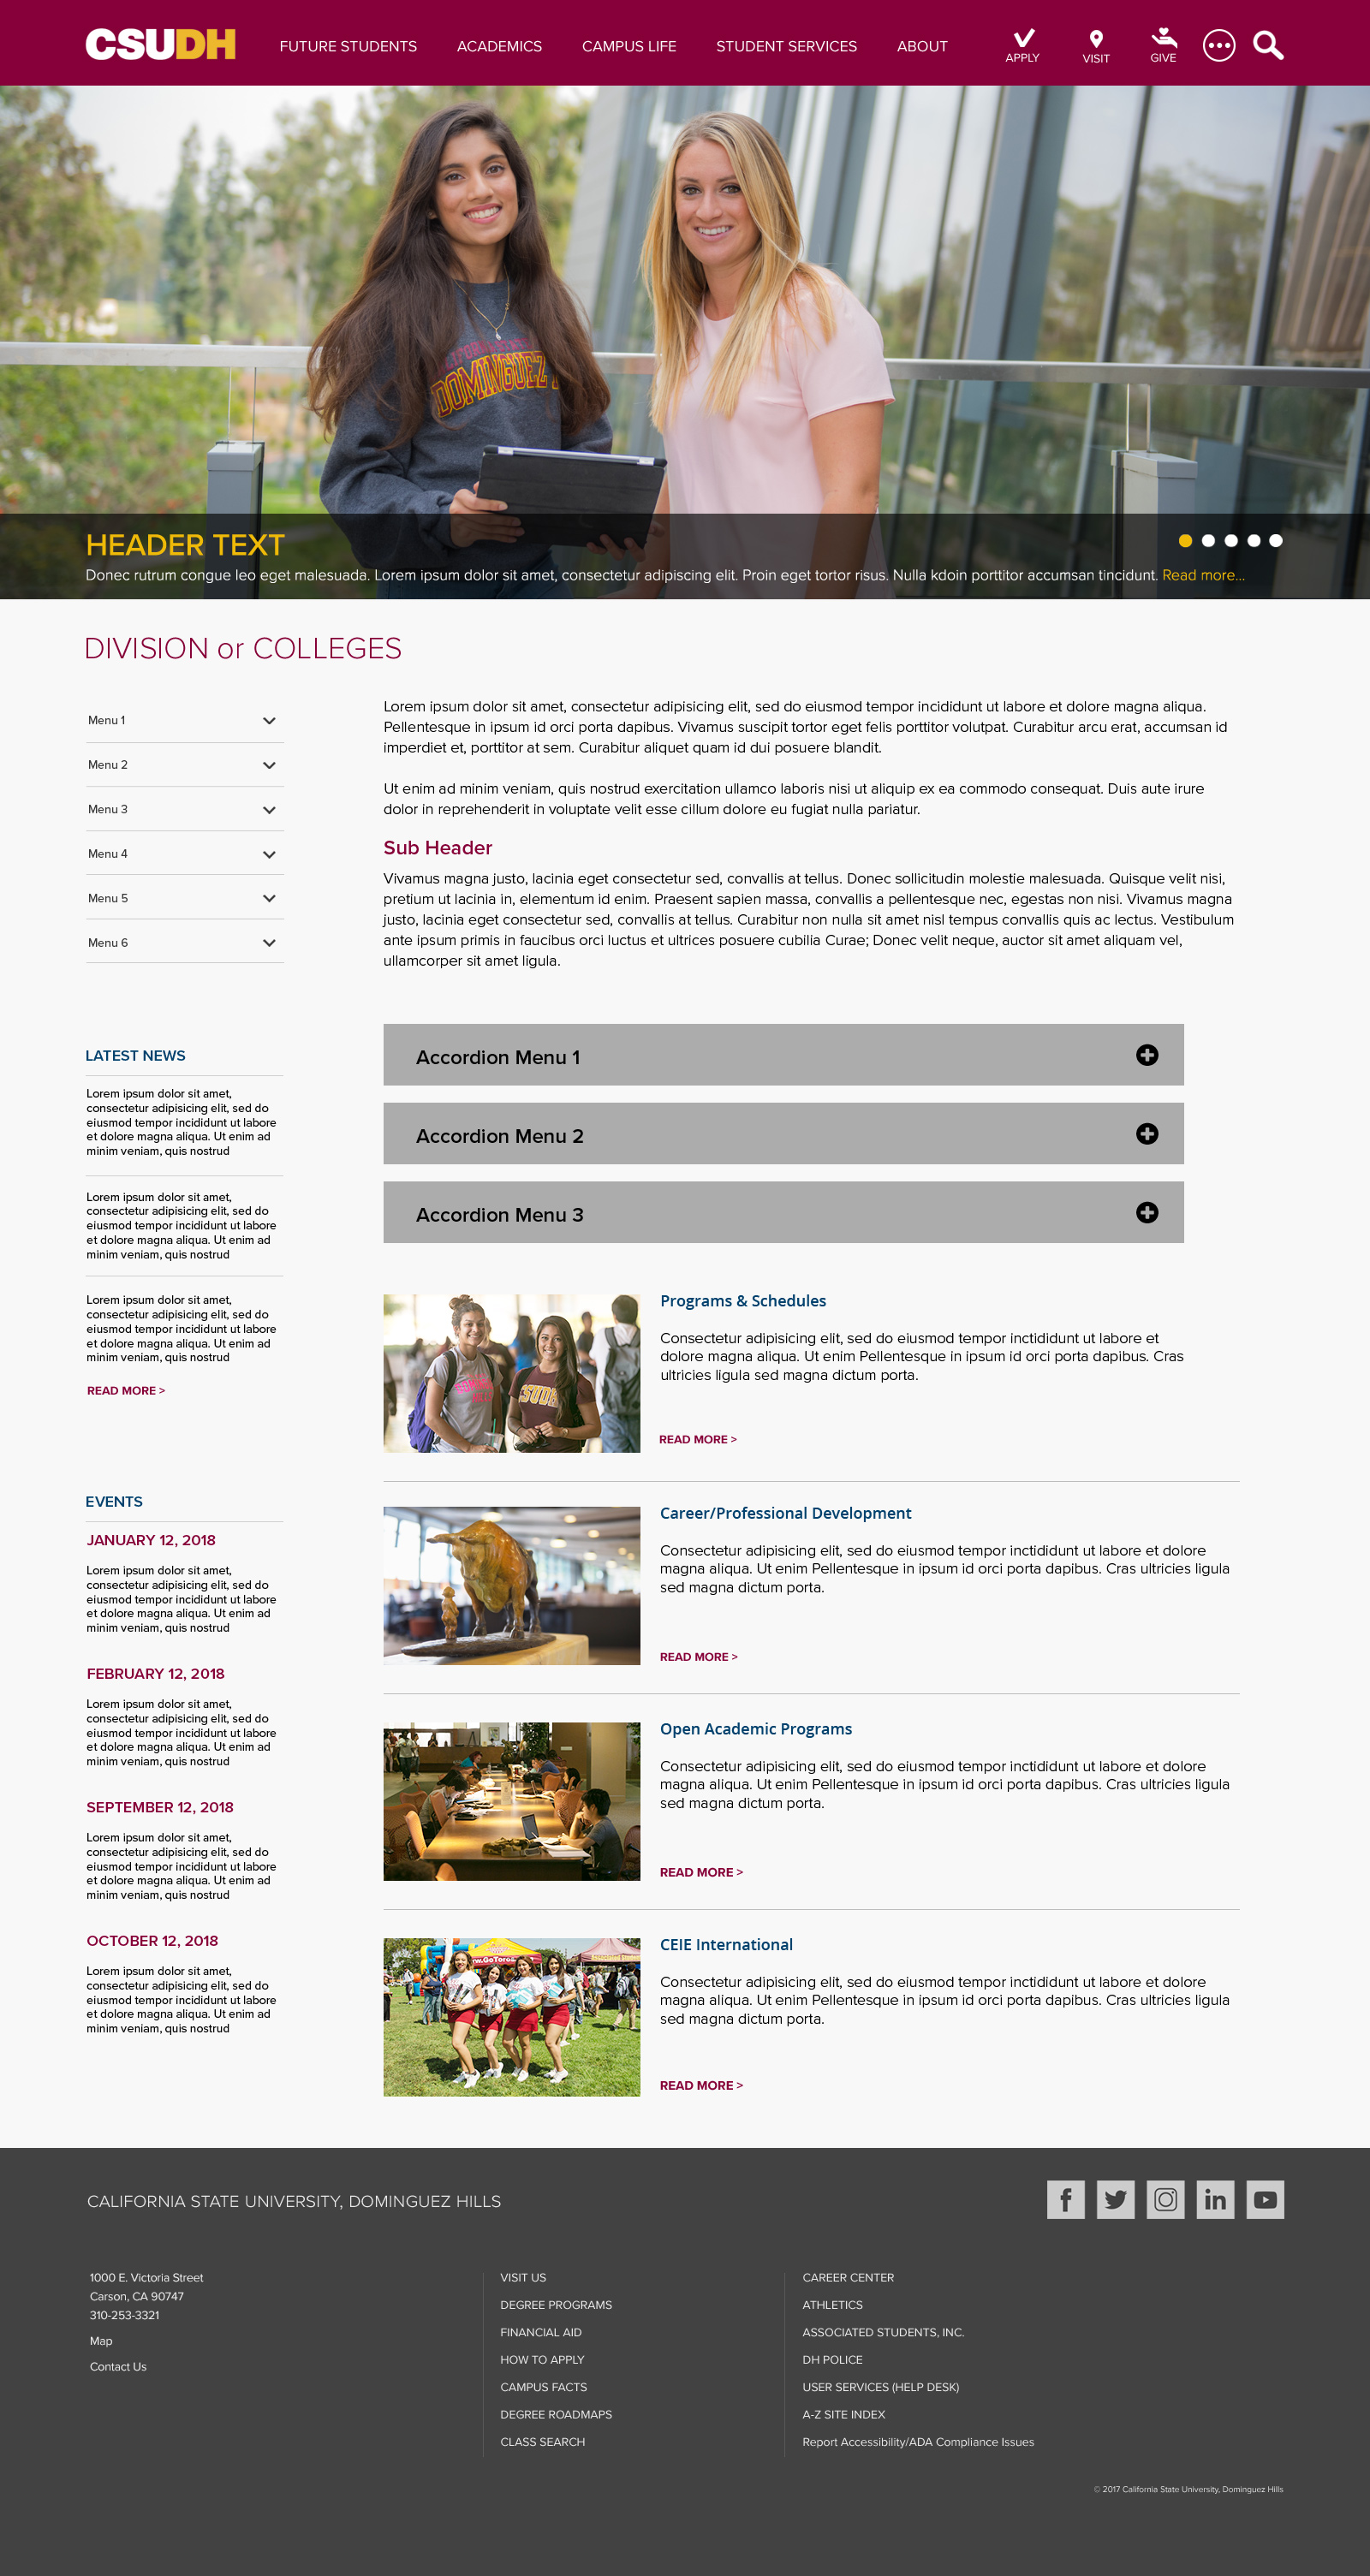 CSUDH
FUTURE STUDENTS
ACADEMICS
CAMPUS LIFE
STUDENT SERVICES
ABOUT
APPLY
VISIT
GIVE
DOMINGUEZ
HEADER TEXT
Donec rutrum congue leo eget malesuada. Lorem ipsum dolor sit amet, consectetur adipiscing elit. Proin eget tortor risus. Nulla kdoin porttitor accumsan tincidunt. Read more...
DIVISION or COLLEGES
Menu 1
Menu 2
Menu 3
Menu 4
Menu 5
Menu 6
LATEST NEWS
Lorem ipsum dolor sit amet,
consectetur adipisicing elit, sed do
eiusmod tempor incididunt ut labore
et dolore magna aliqua. Ut enim ad
minim veniam, quis nostrud
Lorem ipsum dolor sit amet,
consectetur adipisicing elit, sed do
eiusmod tempor incididunt ut labore
et dolore magna aliqua. Ut enim ad
minim veniam, quis nostrud
Lorem ipsum dolor sit amet,
consectetur adipisicing elit, sed do
eiusmod tempor incididunt ut labore
et dolore magna aliqua. Ut enim ad
minim veniam, quis nostrud
READ MORE >
EVENTS
JANUARY 12, 2018
Lorem ipsum dolor sit amet,
consectetur adipisicing elit, sed do
eiusmod tempor incididunt ut labore
et dolore magna aliqua. Ut enim ad
minim veniam, quis nostrud
FEBRUARY 12, 2018
Lorem ipsum dolor sit amet,
consectetur adipisicing elit, sed do
eiusmod tempor incididunt ut labore
et dolore magna aliqua. Ut enim ad
minim veniam, quis nostrud
SEPTEMBER 12, 2018
Lorem ipsum dolor sit amet,
consectetur adipisicing elit, sed do
eiusmod tempor incididunt ut labore
et dolore magna aliqua. Ut enim ad
minim veniam, quis nostrud
OCTOBER 12, 2018
Lorem ipsum dolor sit amet,
consectetur adipisicing elit, sed do
eiusmod tempor incididunt ut labore
et dolore magna aliqua. Ut enim ad
minim veniam, quis nostrud
Lorem ipsum dolor sit amet, consectetur adipisicing elit, sed do eiusmod tempor incididunt ut labore et dolore magna aliqua.
Pellentesque in ipsum id orci porta dapibus. Vivamus suscipit tortor eget felis porttitor volutpat. Curabitur arcu erat, accumsan id
imperdiet et, porttitor at sem. Curabitur aliquet quam id dui posuere blandit.
Ut enim ad minim veniam, quis nostrud exercitation ullamco laboris nisi ut aliquip ex ea commodo consequat. Duis aute irure
dolor in reprehenderit in voluptate velit esse cillum dolore eu fugiat nulla pariatur.
Sub Header
Vivamus magna justo, lacinia eget consectetur sed, convallis at tellus. Donec sollicitudin molestie malesuada. Quisque velit nisi,
pretium ut lacinia in, elementum id enim. Praesent sapien massa, convallis a pellentesque nec, egestas non nisi. Vivamus magna
justo, lacinia eget consectetur sed, convallis at tellus. Curabitur non nulla sit amet nisl tempus convallis quis ac lectus. Vestibulum
ante ipsum primis in faucibus orci luctus et ultrices posuere cubilia Curae; Donec velit neque, auctor sit amet aliquam vel,
ullamcorper sit amet ligula.
Accordion Menu 1
Accordion Menu 2
Accordion Menu 3
CSUDH
Programs & Schedules
Consectetur adipisicing elit, sed do eiusmod tempor inctididunt ut labore et
dolore magna aliqua. Ut enim Pellentesque in ipsum id orci porta dapibus. Cras
ultricies ligula sed magna dictum porta.
READ MORE >
Career/Professional Development
Consectetur adipisicing elit, sed do eiusmod tempor inctididunt ut labore et dolore
magna aliqua. Ut enim Pellentesque in ipsum id orci porta dapibus. Cras ultricies ligula
sed magna dictum porta.
READ MORE >
Open Academic Programs
Consectetur adipisicing elit, sed do eiusmod tempor inctididunt ut labore et dolore
magna aliqua. Ut enim Pellentesque in ipsum id orci porta dapibus. Cras ultricies ligula
sed magna dictum porta.
READ MORE >
CEIE International
Consectetur adipisicing elit, sed do eiusmod tempor inctididunt ut labore et dolore
magna aliqua. Ut enim Pellentesque in ipsum id orci porta dapibus. Cras ultricies ligula
sed magna dictum porta.
READ MORE >
CALIFORNIA STATE UNIVERSITY, DOMINGUEZ HILLS
1000 E. Victoria Street
Carson, CA 90747
310-253-3321
Map
Contact Us
VISIT US
DEGREE PROGRAMS
FINANCIAL AID
HOW TO APPLY
CAMPUS FACTS
DEGREE ROADMAPS
CLASS SEARCH
CAREER CENTER
ATHLETICS
ASSOCIATED STUDENTS, INC.
DH POLICE
USER SERVICES (HELP DESK)
A-Z SITE INDEX
Report Accessibility/ADA Compliance Issues
© 2017 California State University, Dominguez Hills